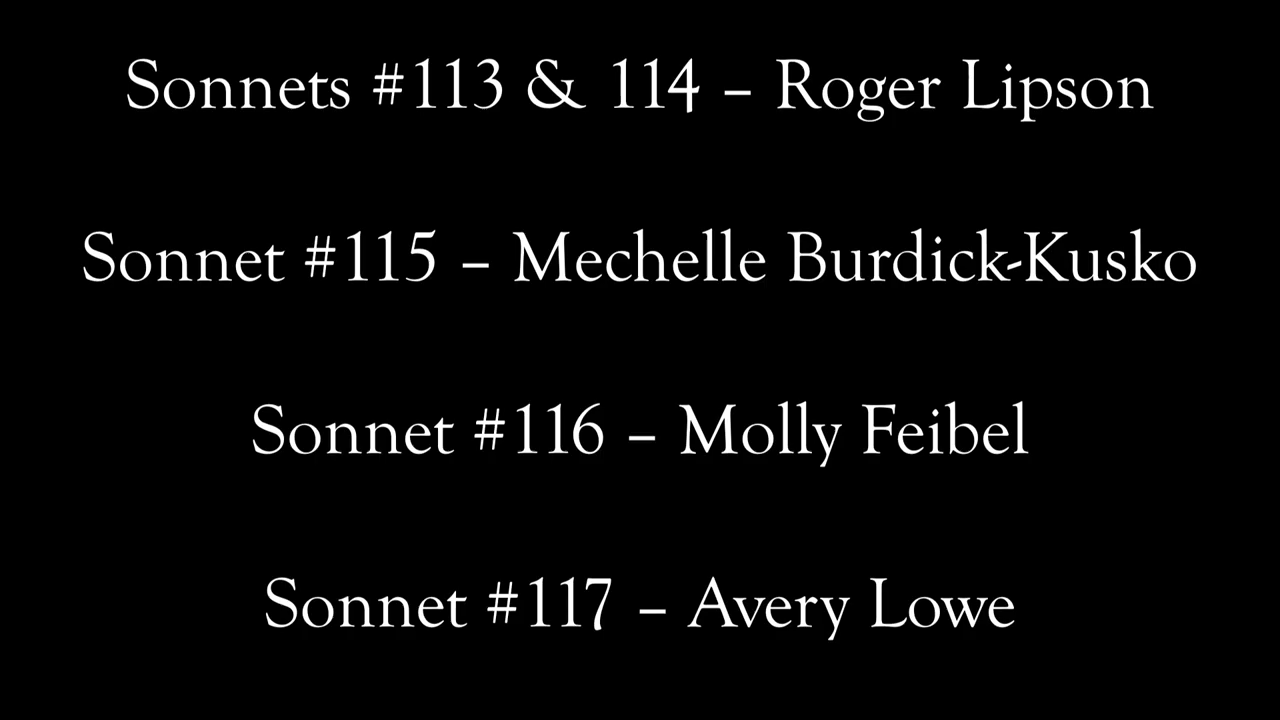 Sonnets #113 & 114 – Roger Lipson
Sonnet #115 – Mechelle Burdick-Kusko
Sonnet #116 – Molly Feibel
Sonnet #117 – Avery Lowe